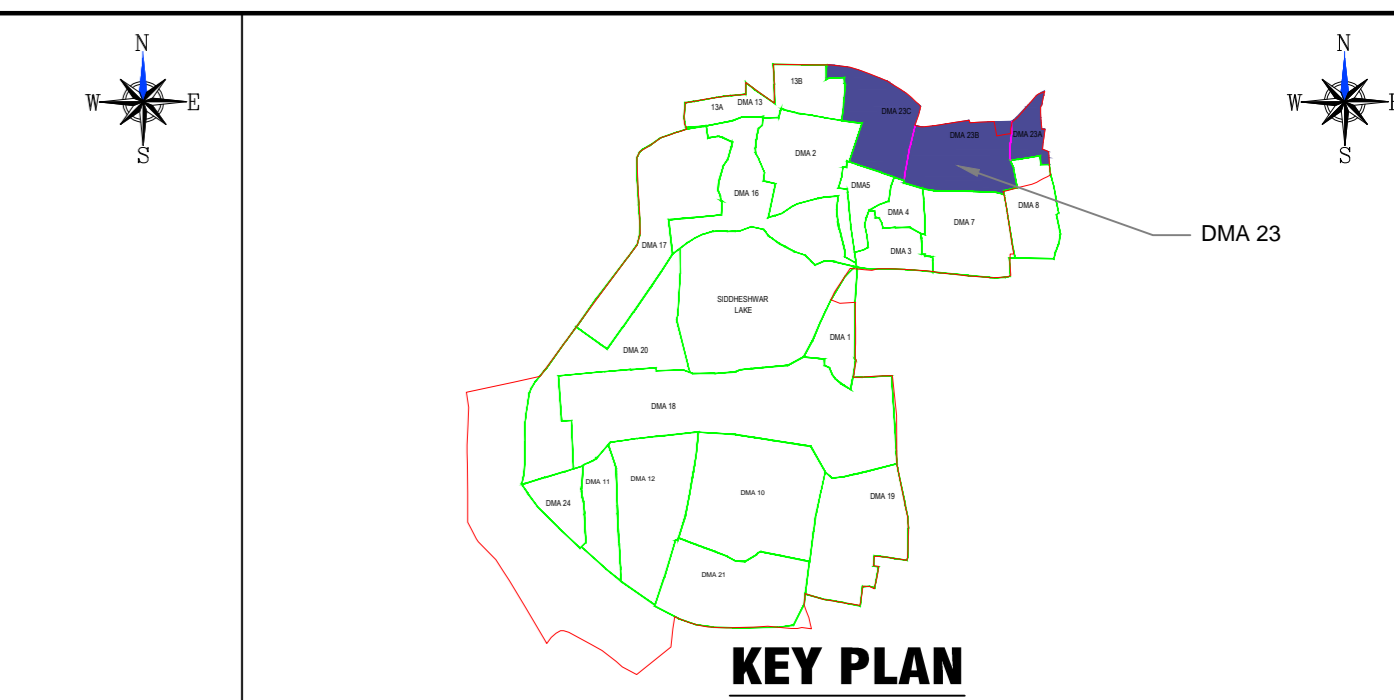 N
W E
S
N
W E
S
13B
13A DMA 13
DMA 23C
DMA 23B
DMA 23A
DMA 2
DMA5
DMA 16
DMA 4
DMA 8
DMA 7
DMA 23
DMA 17
DMA 3
SIDDHESHWAR
LAKE
DMA 1
DMA 20
DMA 18
DMA 12
DMA 11
DMA 10
DMA 19
DMA 24
DMA 21
KEY PLAN